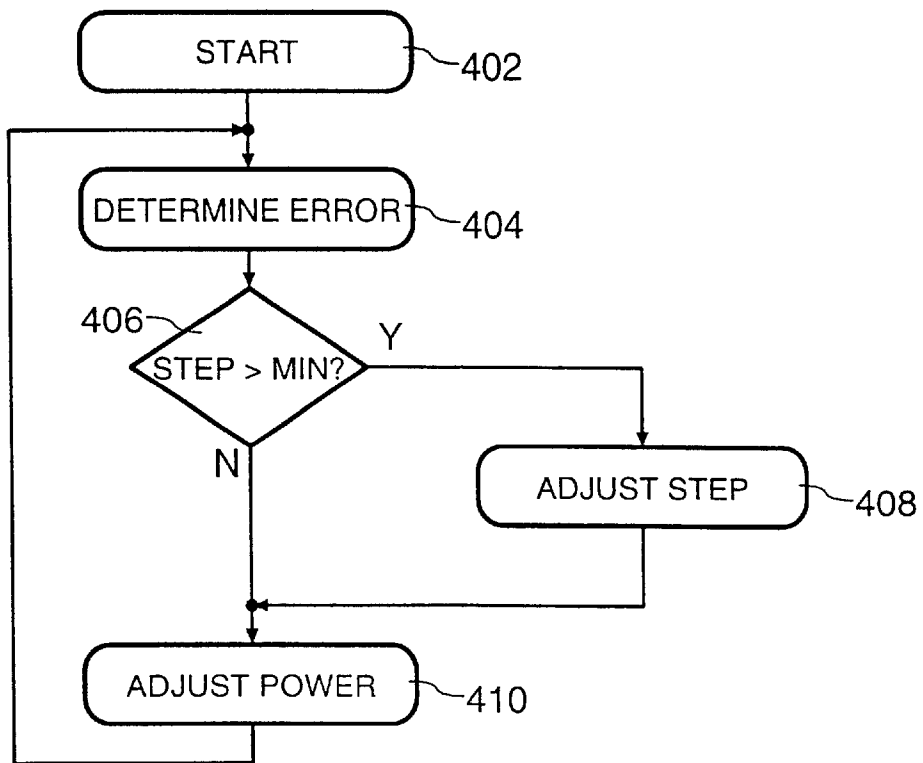 START
402
DETERMINE ERROR
404
406
STEP > MIN?
Y
N
ADJUST STEP
408
ADJUST POWER
410